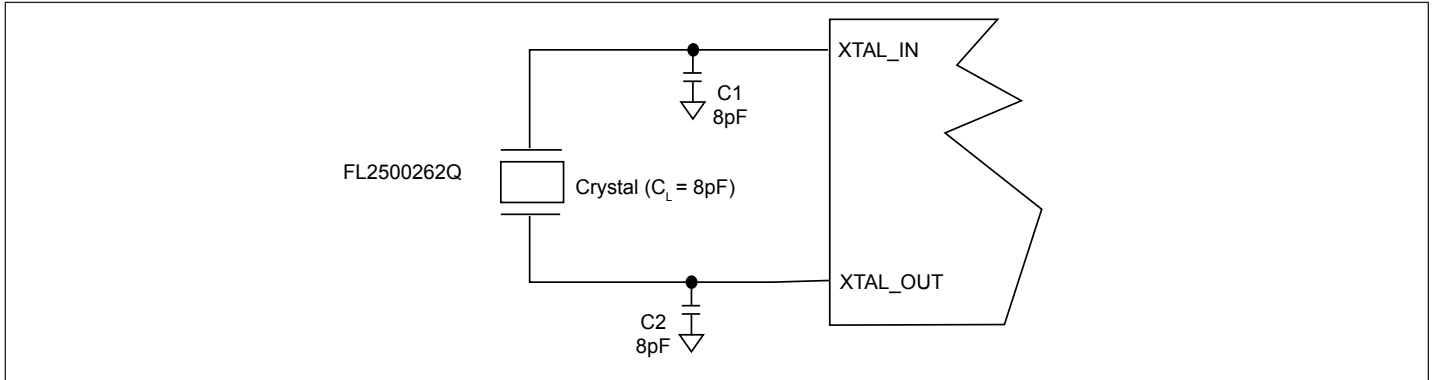 XTAL_IN
C1
8pF
FL2500262Q
Crystal (CL = 8pF)
XTAL_OUT
C2
8pF